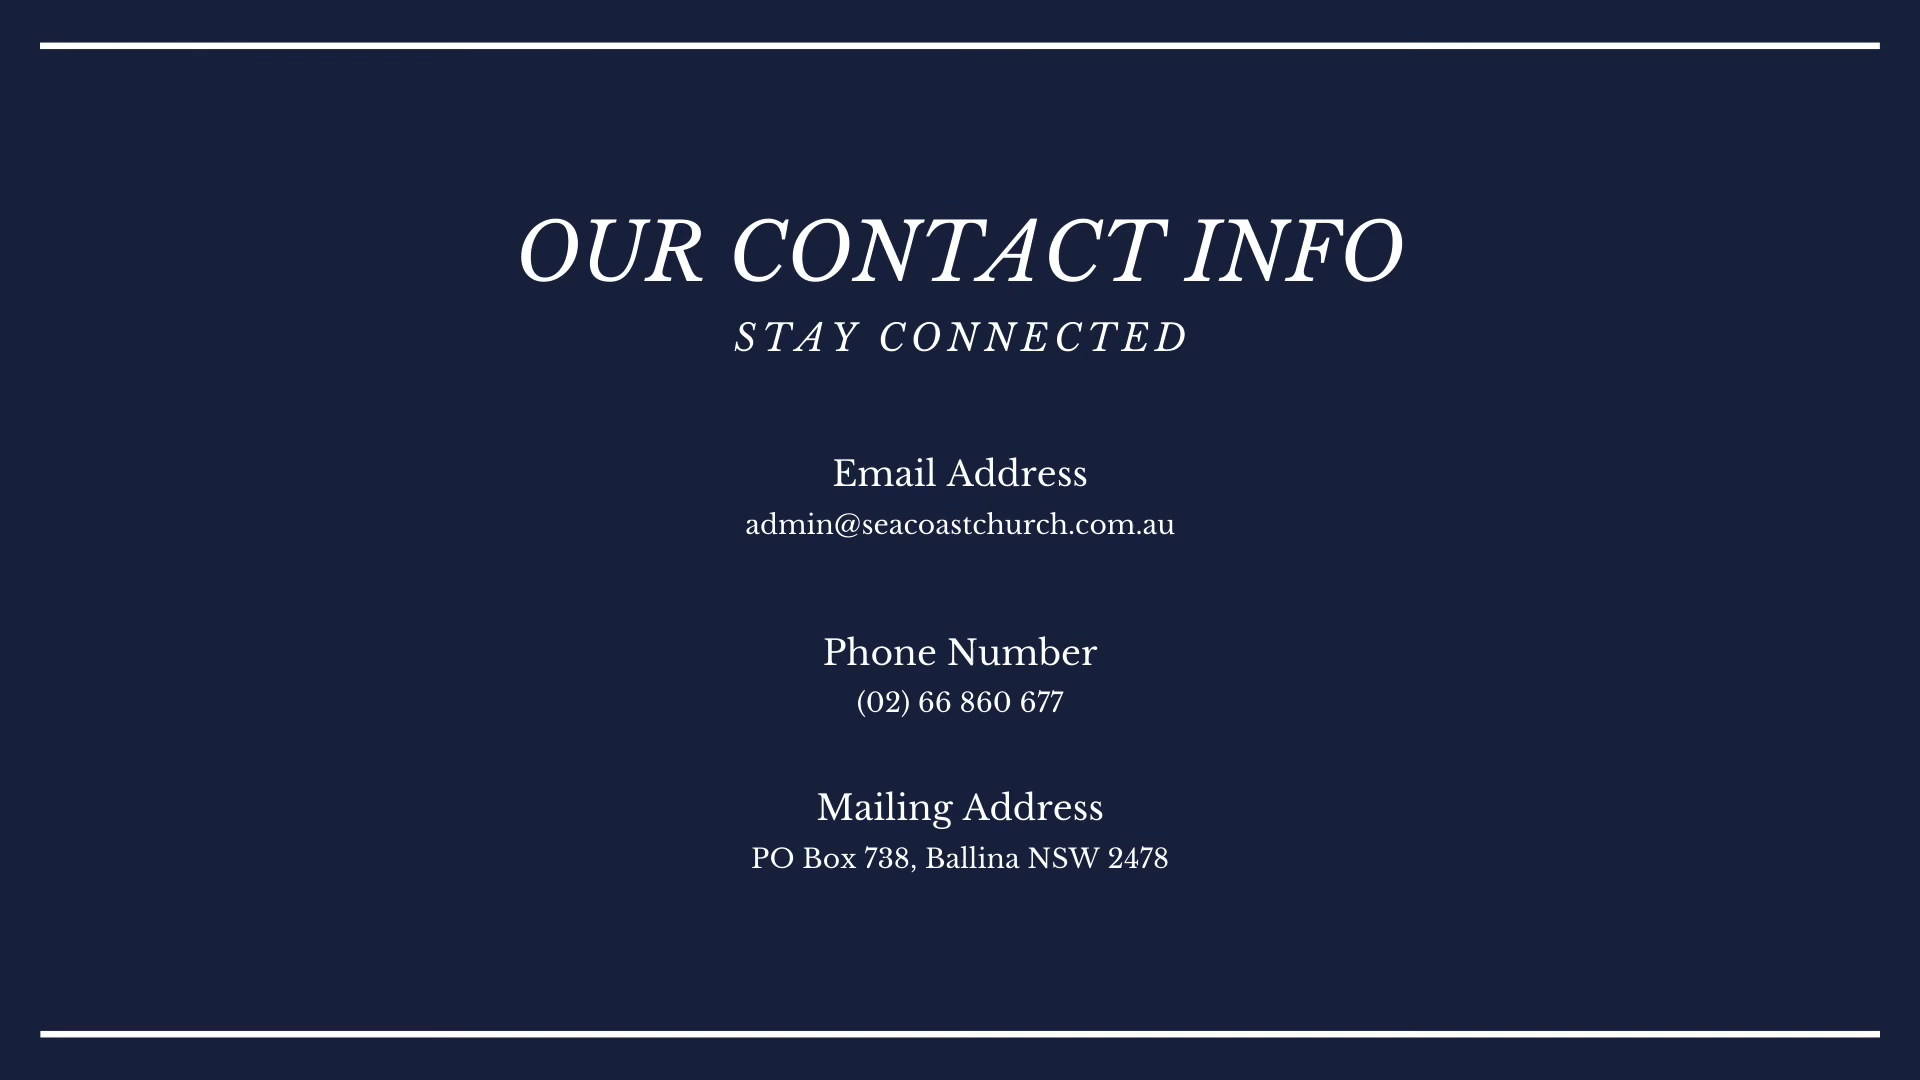 OUR CONTACT INFO
STAY CONNECTED
Email Address
admin@seacoastchurch.com.au
Phone Number
(02) 66 860 677
Mailing Address
PO Box 738, Ballina NSW 2478